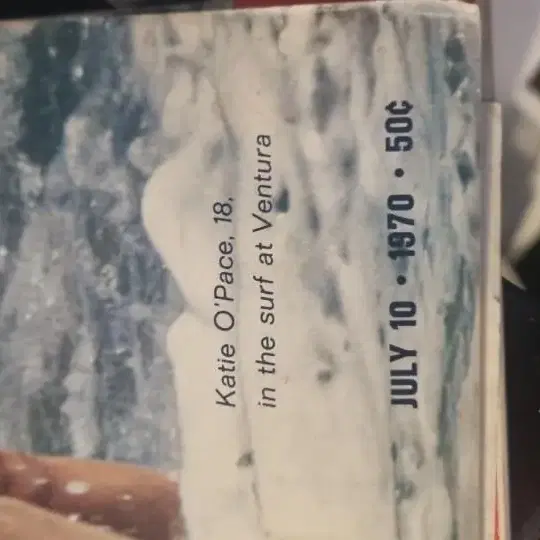 Katie O'Pace, 18,
in the surf at Ventura
JULY 10 • 1970 • 50¢